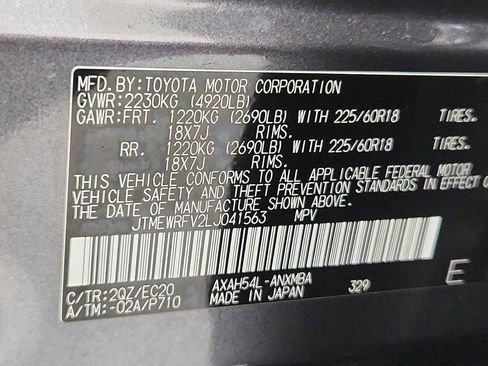 MFD. BY: TOYOTA MOTOR CORPORATION
GVWR: 2230KG (4920LB)
GAWR: FRT. 1220KG (2690LB) WITH 225/60R18 TIRES.
18X7J RIMS.
RR. 1220KG (2690LB) WITH 225/60R18 TIRES.
18X7J RIMS.
THIS VEHICLE CONFORMS TO ALL APPLICABLE FEDERAL MOTOR
VEHICLE SAFETY AND THEFT PREVENTION STANDARDS IN EFFECT O
THE DATE OF MANUFACTURE SHOWN ABOVE.
JTMEWRFV2LJ041563 MPV
C/TR:2QZ/EC20 AXAH54L-ANXMBA 329 E
A/TM:-02A/P710 MADE IN JAPAN